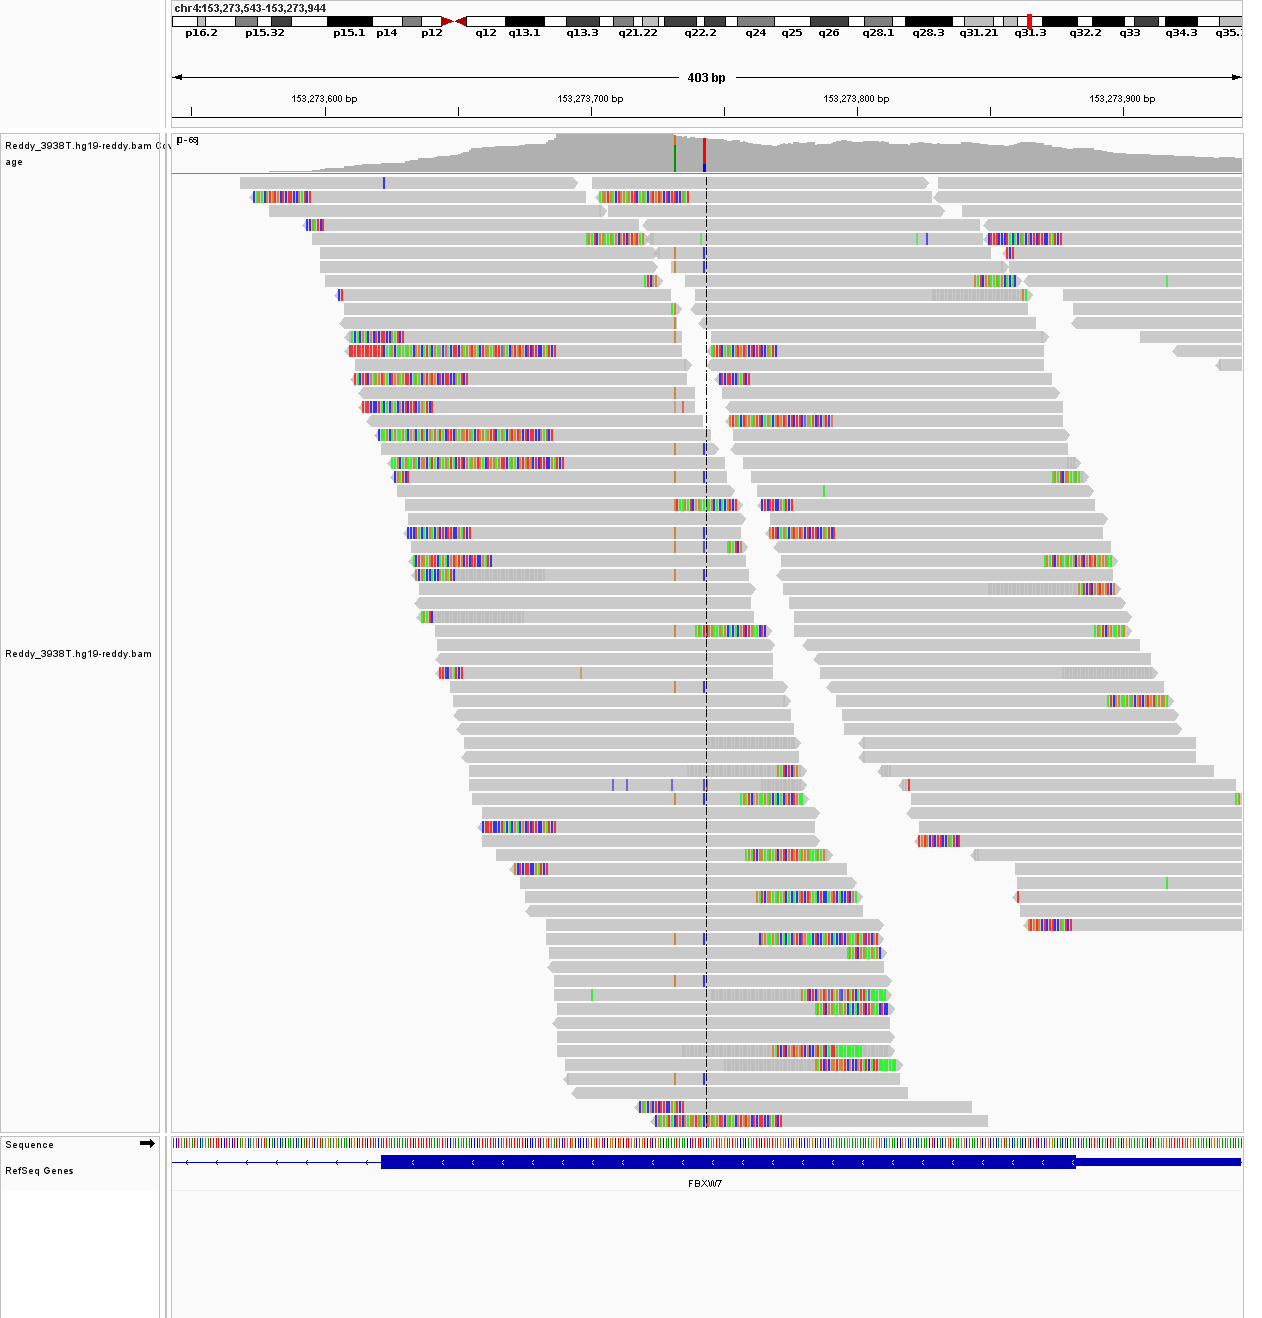 chr4:153,273,543-153,273,944
p16.2 p15.32 p15.1 p14 p12 q12 q13.1 q13.3 q21.22 q22.2 q24 q25 q26 q28.1 q28.3 q31.21 q31.3 q32.2 q33 q34.3 q35.
403 bp
153,273,600 bp 153,273,700 bp 153,273,800 bp 153,273,900 bp
[0-69]
Reddy_3938T.hg19-reddy.bam Cov
age
Reddy_3938T.hg19-reddy.bam
Sequence
RefSeq Genes
FBXW7